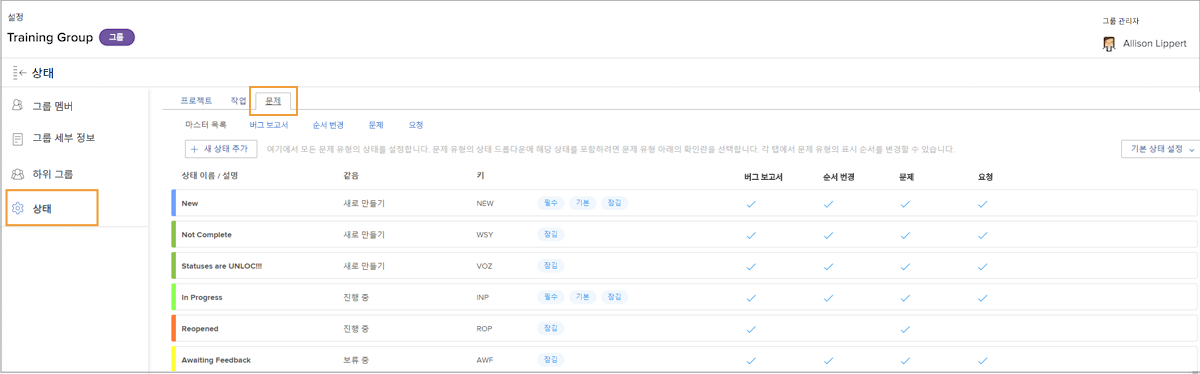 설정
Training Group 그룹
그룹 관리자
Allison Lippert
상태
그룹 멤버
그룹 세부 정보
하위 그룹
상태
프로젝트 작업 문제
마스터 목록 버그 보고서 순서 변경 문제 요청
+ 새 상태 추가 여기에서 모든 문제 유형의 상태를 설정합니다. 문제 유형의 상태 드롭다운에 해당 상태를 포함하려면 문제 유형 아래의 확인란을 선택합니다. 각 탭에서 문제 유형의 표시 순서를 변경할 수 있습니다. 기본 상태 설정
상태 이름 / 설명 같음 키 버그 보고서 순서 변경 문제 요청
New 새로 만들기 NEW 필수 기본 잠김
Not Complete 새로 만들기 WSY 잠김
Statuses are UNLOC!!! 새로 만들기 VOZ 잠김
In Progress 진행 중 INP 필수 기본 잠김
Reopened 진행 중 ROP 잠김
Awaiting Feedback 보류 중 AWF 잠김